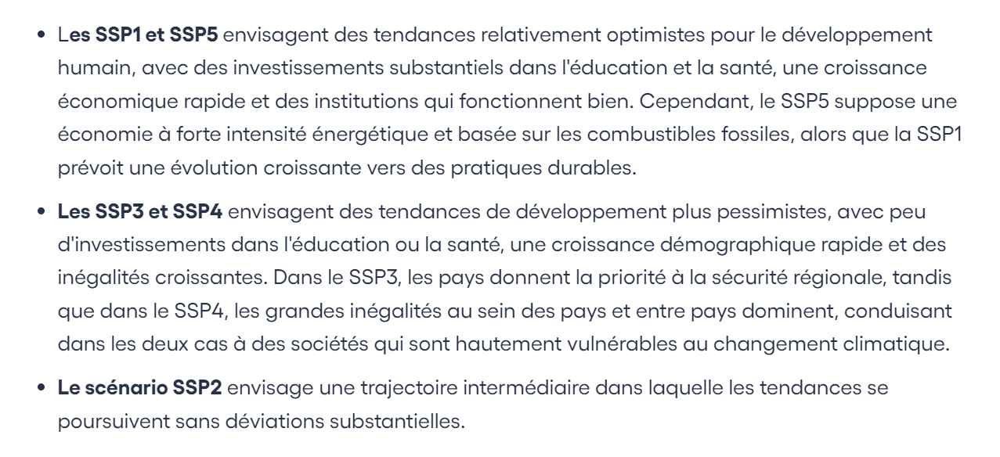 • Les SSP1 et SSP5 envisagent des tendances relativement optimistes pour le développement
humain, avec des investissements substantiels dans l'éducation et la santé, une croissance
économique rapide et des institutions qui fonctionnent bien. Cependant, le SSP5 suppose une
économie à forte intensité énergétique et basée sur les combustibles fossiles, alors que la SSP1
prévoit une évolution croissante vers des pratiques durables.
• Les SSP3 et SSP4 envisagent des tendances de développement plus pessimistes, avec peu
d'investissements dans l'éducation ou la santé, une croissance démographique rapide et des
inégalités croissantes. Dans le SSP3, les pays donnent la priorité à la sécurité régionale, tandis
que dans le SSP4, les grandes inégalités au sein des pays et entre pays dominent, conduisant
dans les deux cas à des sociétés qui sont hautement vulnérables au changement climatique.
• Le scénario SSP2 envisage une trajectoire intermédiaire dans laquelle les tendances se
poursuivent sans déviations substantielles.